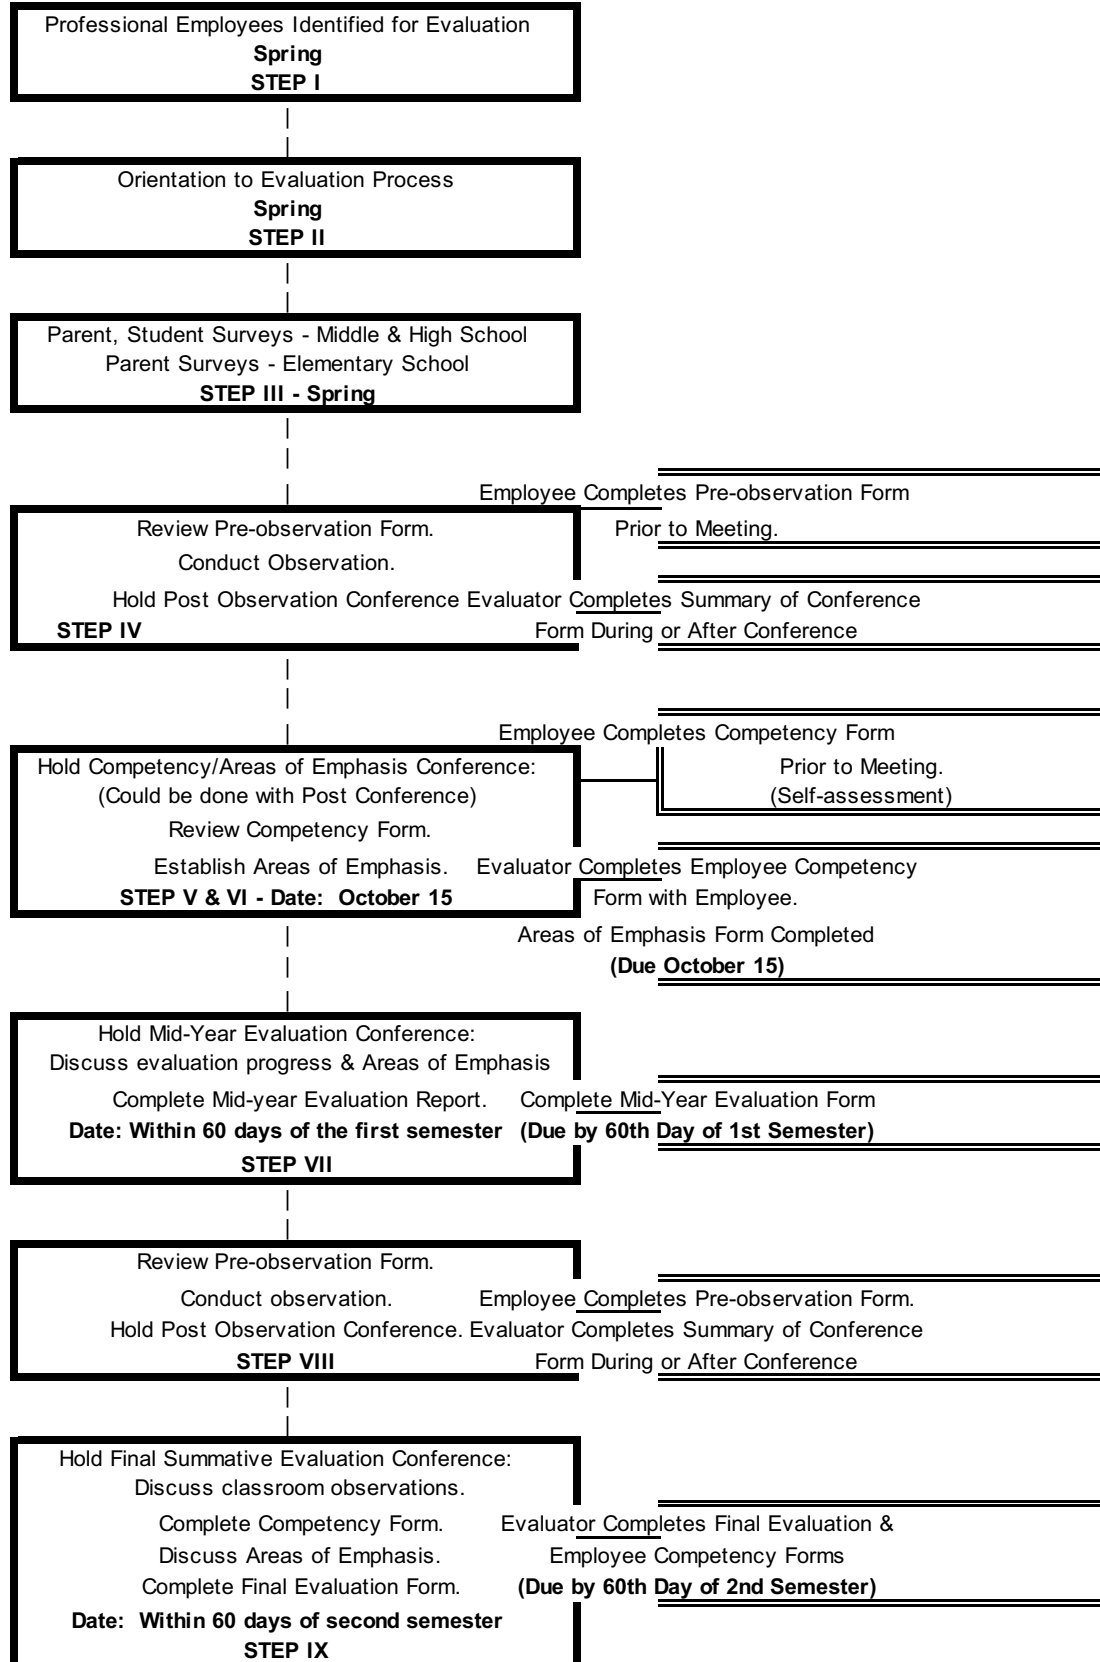 Professional Employees Identified for Evaluation
Spring
STEP I
Orientation to Evaluation Process
Spring
STEP II
Parent, Student Surveys - Middle & High School
Parent Surveys - Elementary School
STEP III - Spring
Employee Completes Pre-observation Form
Review Pre-observation Form. Prior to Meeting.
Conduct Observation.
Hold Post Observation Conference Evaluator Completes Summary of Conference
STEP IV Form During or After Conference
Employee Completes Competency Form
Hold Competency/Areas of Emphasis Conference: Prior to Meeting.
(Could be done with Post Conference) (Self-assessment)
Review Competency Form.
Establish Areas of Emphasis. Evaluator Completes Employee Competency
STEP V & VI - Date: October 15 Form with Employee.
Areas of Emphasis Form Completed
(Due October 15)
Hold Mid-Year Evaluation Conference:
Discuss evaluation progress & Areas of Emphasis
Complete Mid-year Evaluation Report. Complete Mid-Year Evaluation Form
Date: Within 60 days of the first semester (Due by 60th Day of 1st Semester)
STEP VII
Review Pre-observation Form.
Conduct observation. Employee Completes Pre-observation Form.
Hold Post Observation Conference. Evaluator Completes Summary of Conference
STEP VIII Form During or After Conference
Hold Final Summative Evaluation Conference:
Discuss classroom observations.
Complete Competency Form. Evaluator Completes Final Evaluation &
Discuss Areas of Emphasis. Employee Competency Forms
Complete Final Evaluation Form. (Due by 60th Day of 2nd Semester)
Date: Within 60 days of second semester
STEP IX